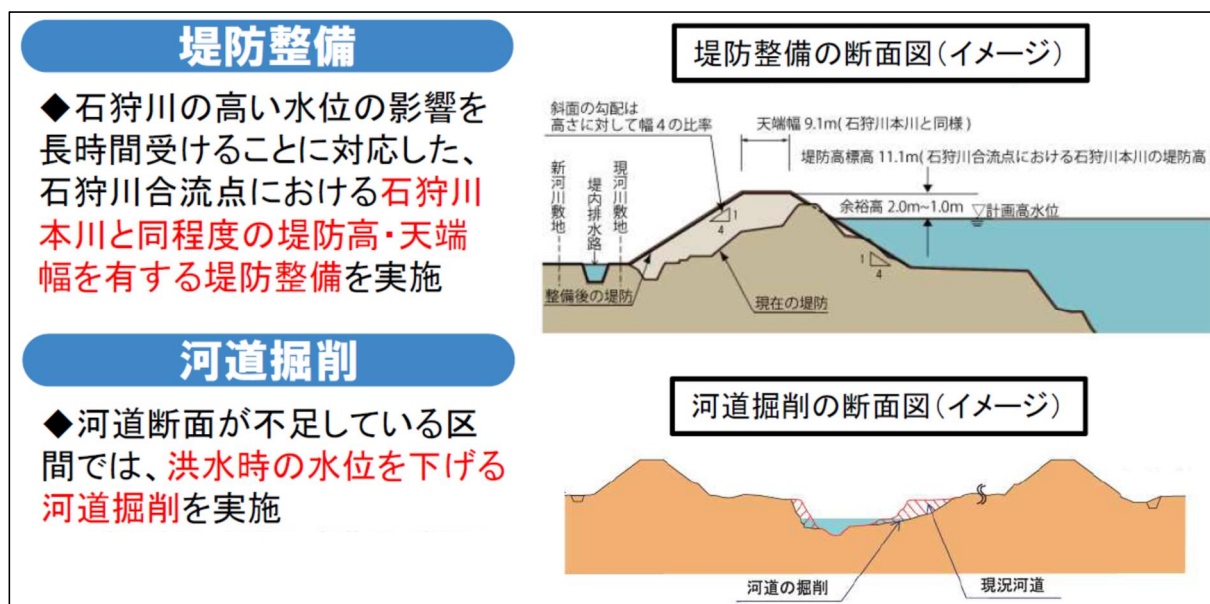 堤防整備
◆石狩川の高い水位の影響を
長時間受けることに対応した、
石狩川合流点における石狩川
本川と同程度の堤防高・天端
幅を有する堤防整備を実施
堤防整備の断面図(イメージ)
斜面の勾配は
高さに対して幅4の比率
天端幅 9.1m(石狩川本川と同様)
堤防高標高 11.1m(石狩川合流点における石狩川本川の堤防高
余裕高 2.0m~1.0m
計画高水位
新河川敷地
堤内排水路
現河川敷地
1
4
1
4
整備後の堤防
現在の堤防
河道掘削
◆河道断面が不足している区
間では、洪水時の水位を下げる
河道掘削を実施
河道掘削の断面図(イメージ)
河道の掘削
現況河道